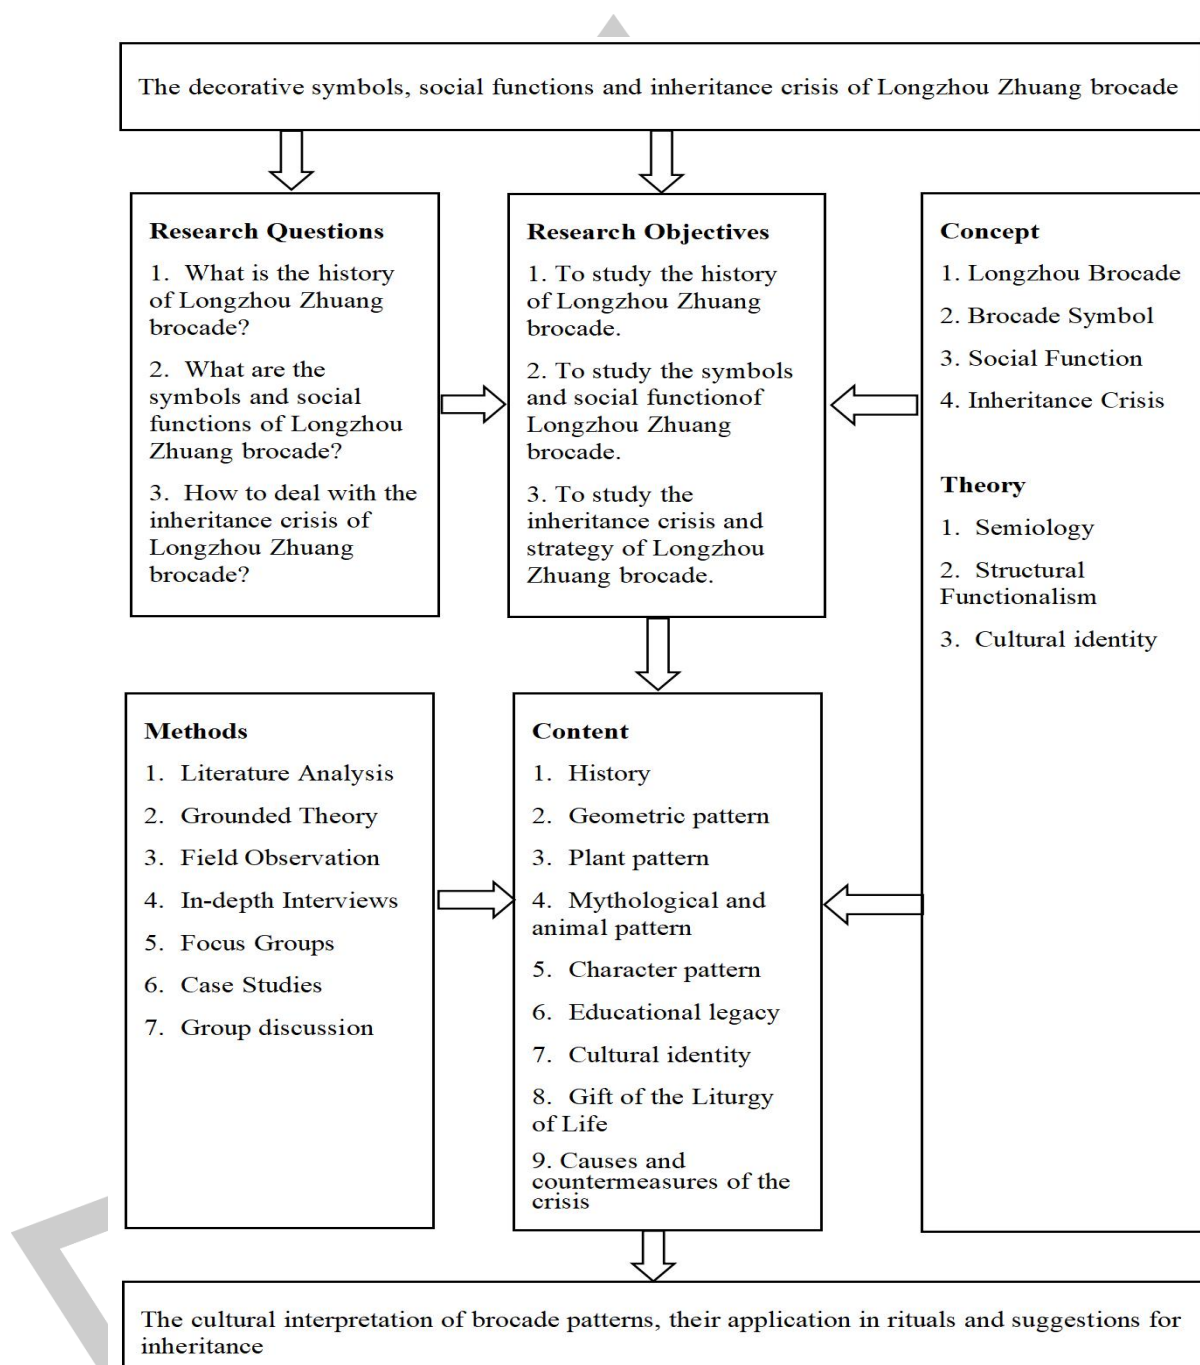 The decorative symbols, social functions and inheritance crisis of Longzhou Zhuang brocade
Research Questions
1. What is the history
of Longzhou Zhuang
brocade?
2. What are the
symbols and social
functions of Longzhou
Zhuang brocade?
3. How to deal with the
inheritance crisis of
Longzhou Zhuang
brocade?
Research Objectives
1. To study the history
of Longzhou Zhuang
brocade.
2. To study the symbols
and social functionof
Longzhou Zhuang
brocade.
3. To study the
inheritance crisis and
strategy of Longzhou
Zhuang brocade.
Concept
1. Longzhou Brocade
2. Brocade Symbol
3. Social Function
4. Inheritance Crisis
Theory
1. Semiology
2. Structural
Functionalism
3. Cultural identity
Methods
1. Literature Analysis
2. Grounded Theory
3. Field Observation
4. In-depth Interviews
5. Focus Groups
6. Case Studies
7. Group discussion
Content
1. History
2. Geometric pattern
3. Plant pattern
4. Mythological and
animal pattern
5. Character pattern
6. Educational legacy
7. Cultural identity
8. Gift of the Liturgy
of Life
9. Causes and
countermeasures of the
crisis
The cultural interpretation of brocade patterns, their application in rituals and suggestions for
inheritance